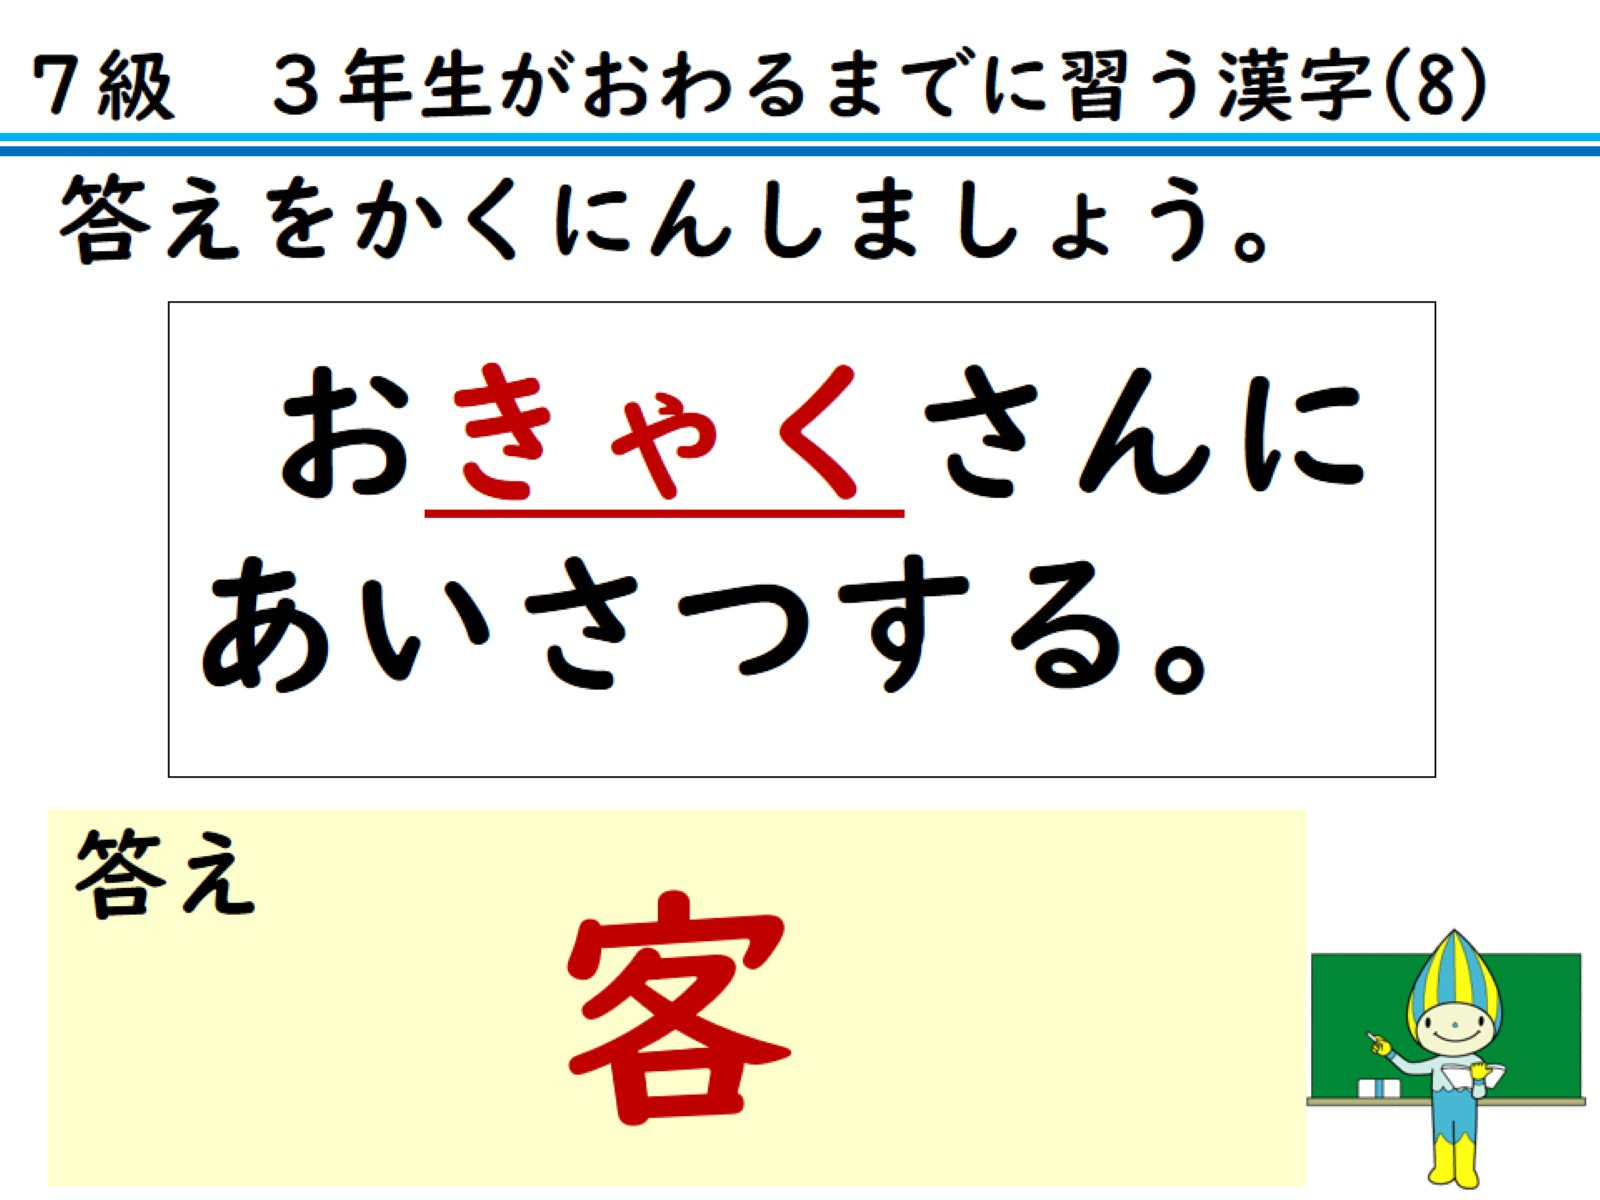 ７級　３年生がおわるまでに習う漢字(8)
答えをかくにんしましょう。
おきゃくさんに
あいさつする。
答え
客